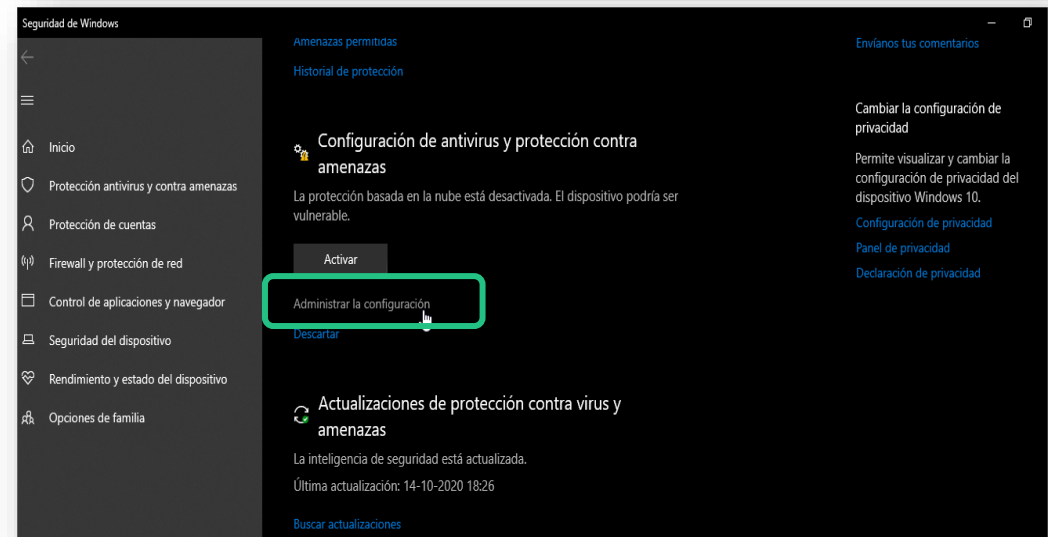 Seguridad de Windows
Inicio
Protección antivirus y contra amenazas
Protección de cuentas
Firewall y protección de red
Control de aplicaciones y navegador
Seguridad del dispositivo
Rendimiento y estado del dispositivo
Opciones de familia
Amenazas permitidas
Historial de protección
Configuración de antivirus y protección contra
amenazas
La protección basada en la nube está desactivada. El dispositivo podría ser
vulnerable.
Activar
Administrar la configuración
Descartar
Actualizaciones de protección contra virus y
amenazas
La inteligencia de seguridad está actualizada.
Última actualización: 14-10-2020 18:26
Buscar actualizaciones
Envíanos tus comentarios
Cambiar la configuración de
privacidad
Permite visualizar y cambiar la
configuración de privacidad del
dispositivo Windows 10.
Configuración de privacidad
Panel de privacidad
Declaración de privacidad